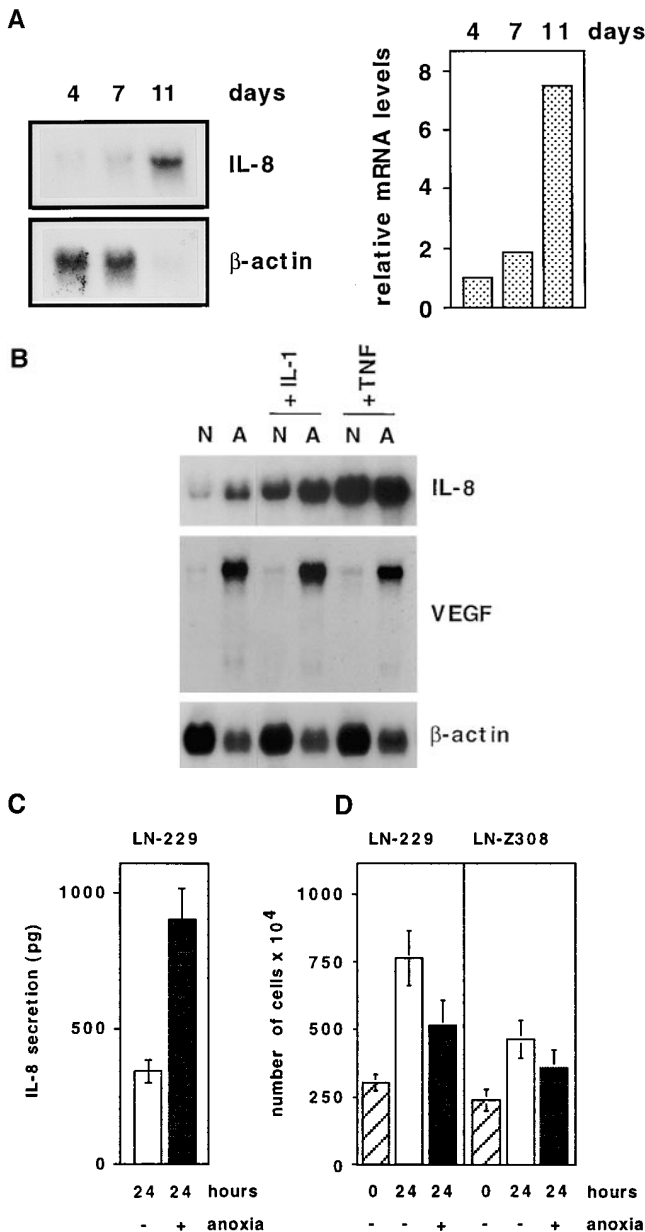 A
4 7 11 days
IL-8
β-actin
4 7 11 days
relative mRNA levels
8
6
4
2
0
B
+ IL-1
+ TNF
N A N A N A
IL-8
VEGF
β-actin
C
LN-229
IL-8 secretion (pg)
1000
500
0
24 24 hours
- + anoxia
D
LN-229 LN-Z308
number of cells x 10⁴
1000
750
500
250
0
0 24 24 0 24 24 hours
- - + - - + anoxia